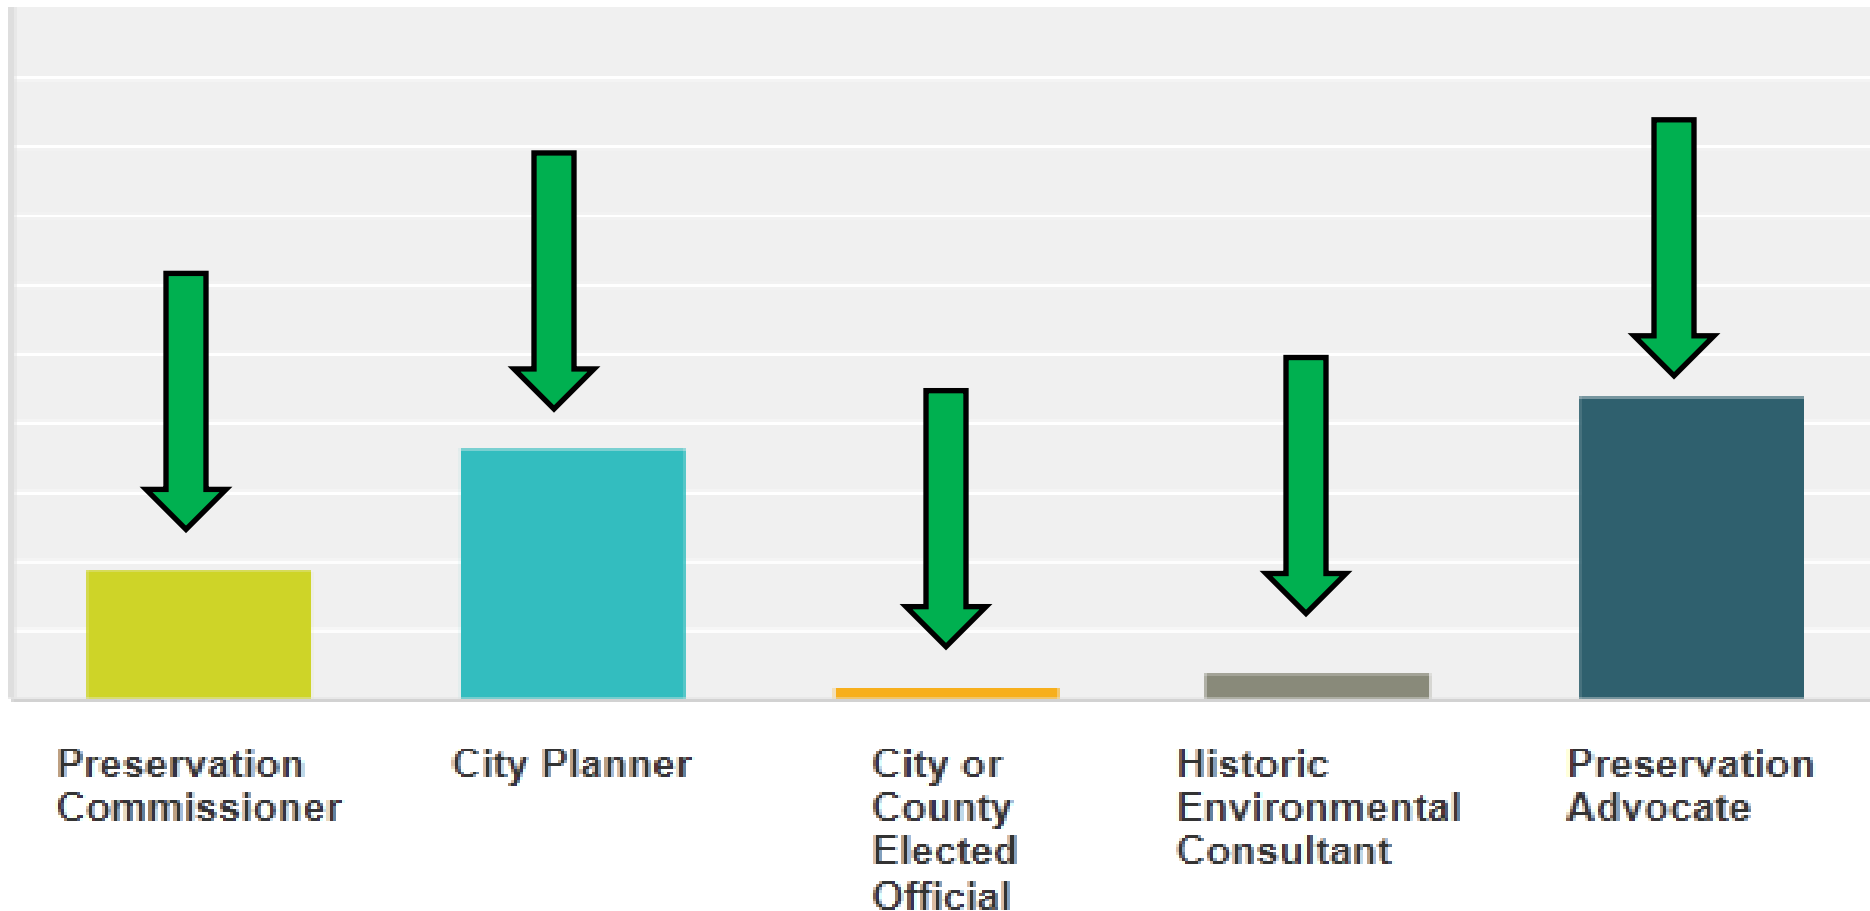 Preservation
Commissioner
City Planner
City or
County
Elected
Official
Historic
Environmental
Consultant
Preservation
Advocate